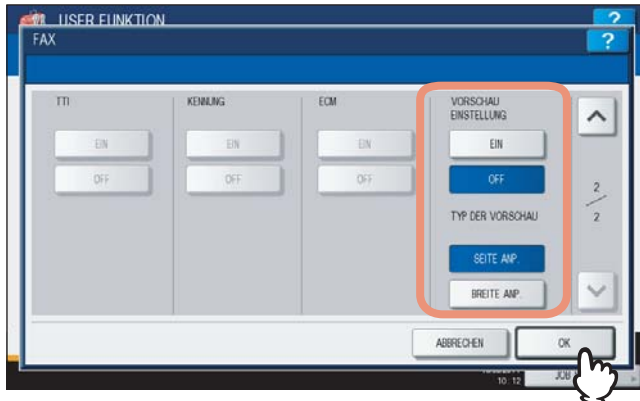 USER FUNKTION
?
FAX
?
TTI
KENNUNG
ECM
VORSCHAU
EINSTELLUNG
EIN
EIN
EIN
EIN
OFF
OFF
OFF
OFF
2
2
TYP DER VORSCHAU
SEITE ANP.
BREITE ANP.
ABBRECHEN
OK
10:12
JOB